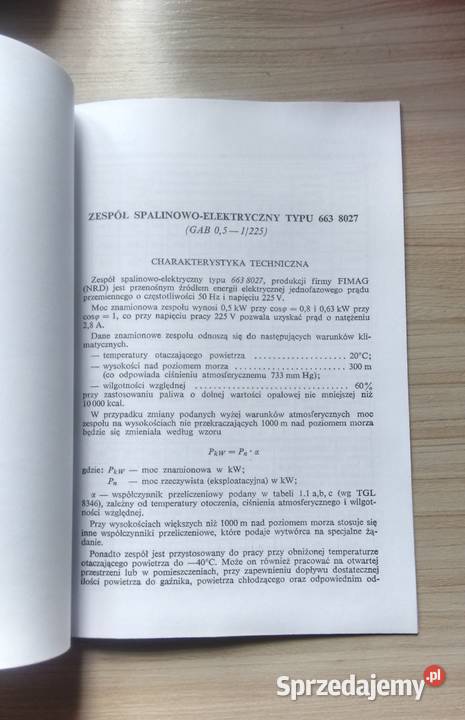 ZESPÓŁ SPALINOWO-ELEKTRYCZNY TYPU 663 8027
(GAB 0,5—1/225)
CHARAKTERYSTYKA TECHNICZNA
Zespół spalinowo-elektryczny typu 663 8027, produkcji firmy FIMAG
(NRD) jest przenośnym źródłem energii elektrycznej jednofazowej prądu
przemiennego o częstotliwości 50 Hz i napięciu 225 V.
Moc znamionowa zespołu wynosi 0,5 kW przy cosφ = 0,8 i 0,63 kW przy
cosφ = 1, co przy napięciu pracy 225 V pozwala uzyskać prąd o natężeniu
2,8 A.
Dane znamionowe zespołu odnoszą się do następujących warunków kli-
matycznych.
— temperatury otaczającego powietrza .................... 20°C;
— wysokości nad poziomem morza .................... 300 m
(co odpowiada ciśnieniu atmosferycznemu 733 mm Hg);
— wilgotności względnej .................... 60%
przy zastosowaniu paliwa o dolnej wartości opałowej nie mniejszej niż
10 000 kcal.
W przypadku zmiany podanych wyżej warunków atmosferycznych moc
zespołu na wysokościach nie przekraczających 1000 m nad poziomem morza
będzie się zmieniała według wzoru
PkW = Pn · α
gdzie: PkW — moc znamionowa w kW;
Pn — moc rzeczywista (eksploatacyjna) w kW;
α — współczynnik przeliczeniowy podany w tabeli 1.1 a, b, c (wg TGL
8346), zależny od temperatury otoczenia, ciśnienia atmosferycznego i wilgot-
ności względnej.
Przy wysokościach większych niż 1000 m nad poziomem morza stosuje się
inne współczynniki przeliczeniowe, które podaje wytwórca na specjalne żą-
danie.
Ponadto zespół jest przystosowany do pracy przy obniżonej temperaturze
otaczającego powietrza do —40°C. Może on również pracować na otwartej
przestrzeni lub w pomieszczeniach, przy zapewnieniu dopływu dostatecznej
ilości powietrza do gaźnika, powietrza chłodzącego oraz odpowiednim od-
Sprzedajemy.pl